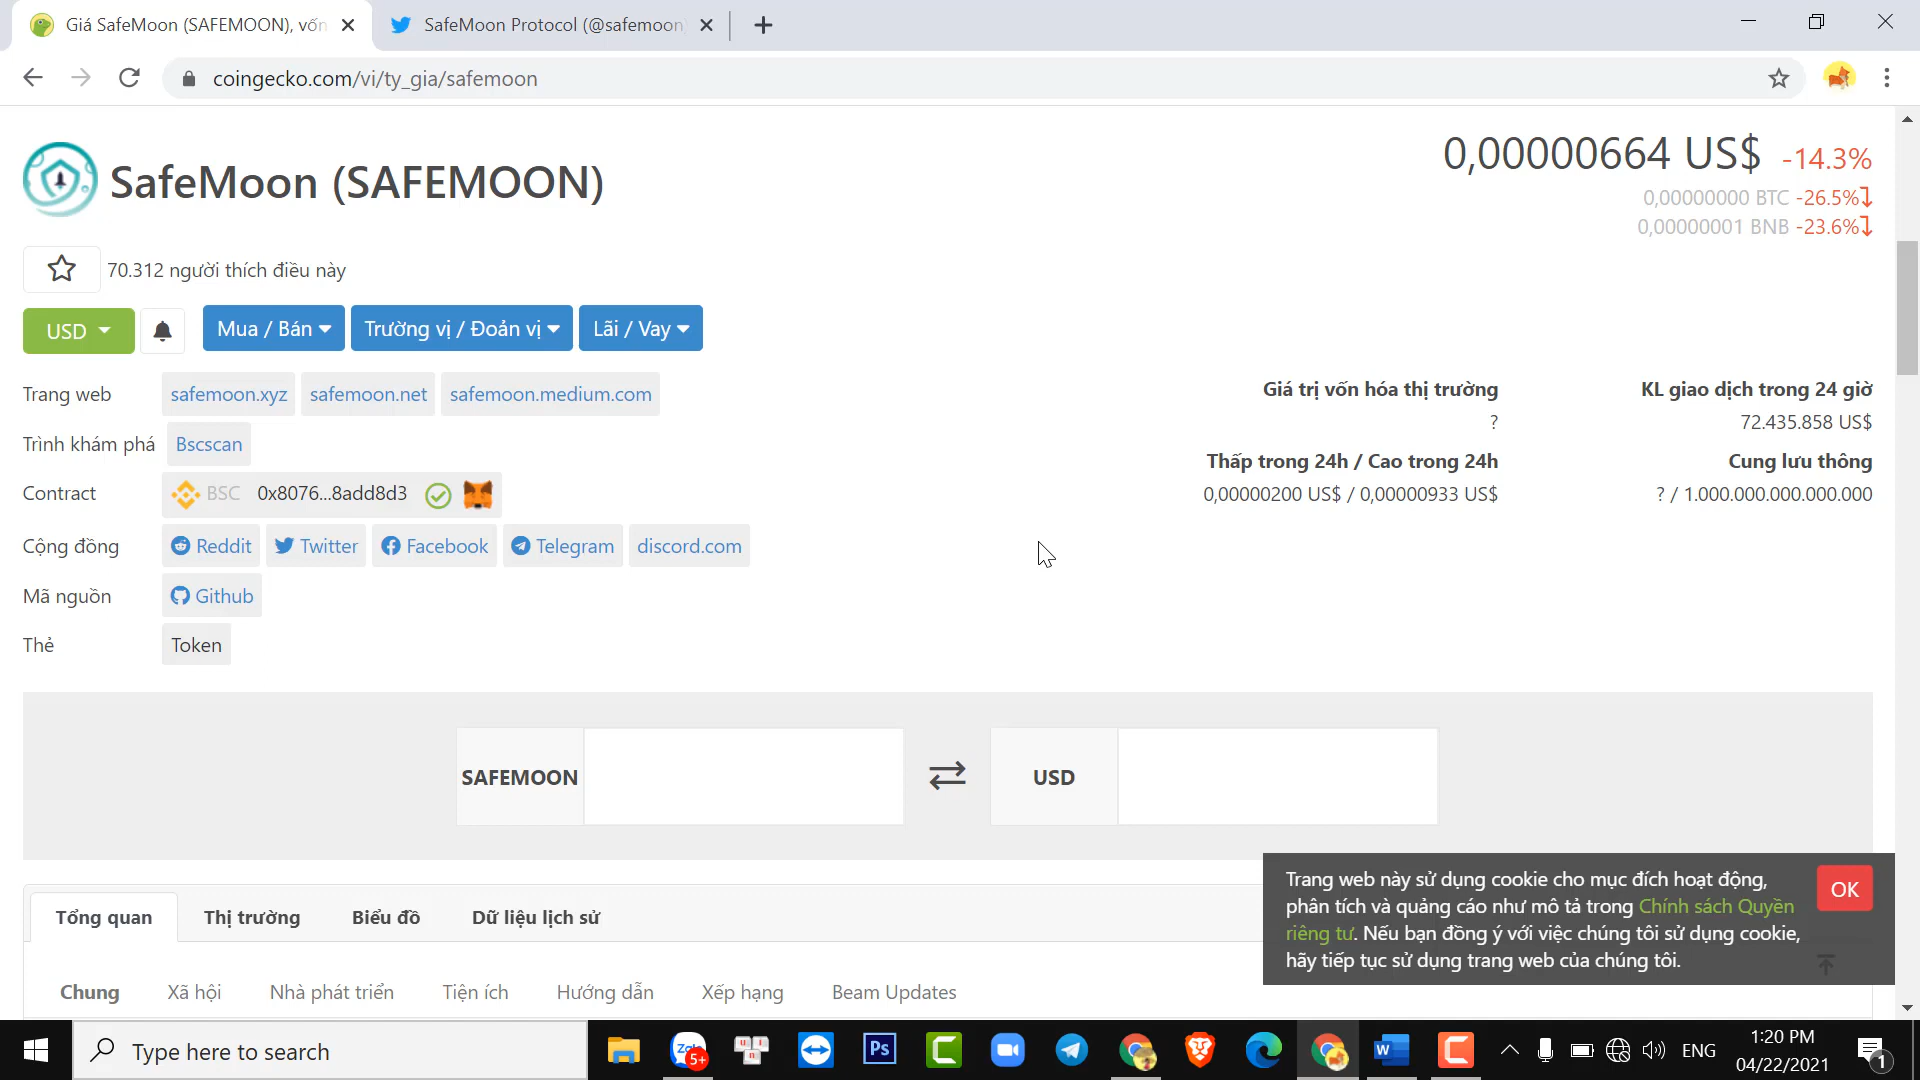 Giá SafeMoon (SAFEMOON), vốn
SafeMoon Protocol (@safemoon
coingecko.com/vi/ty_gia/safemoon
SafeMoon (SAFEMOON)
0,00000664 US$ -14.3%
0,00000000 BTC -26.5%
0,00000001 BNB -23.6%
70.312 người thích điều này
USD
Mua / Bán
Trường vị / Đoản vị
Lãi / Vay
Trang web safemoon.xyz safemoon.net safemoon.medium.com
Trình khám phá Bscscan
Contract BSC 0x8076...8add8d3
Cộng đồng Reddit Twitter Facebook Telegram discord.com
Mã nguồn Github
Thẻ Token
Giá trị vốn hóa thị trường
?
KL giao dịch trong 24 giờ
72.435.858 US$
Thấp trong 24h / Cao trong 24h
0,00000200 US$ / 0,00000933 US$
Cung lưu thông
? / 1.000.000.000.000.000
SAFEMOON
USD
Tổng quan Thị trường Biểu đồ Dữ liệu lịch sử
Chung Xã hội Nhà phát triển Tiện ích Hướng dẫn Xếp hạng Beam Updates
Trang web này sử dụng cookie cho mục đích hoạt động,
phân tích và quảng cáo như mô tả trong Chính sách Quyền
riêng tư. Nếu bạn đồng ý với việc chúng tôi sử dụng cookie,
hãy tiếp tục sử dụng trang web của chúng tôi.
OK
Type here to search
Zalo
5+
u
n
i
Ps
W
ENG
1:20 PM
04/22/2021
1